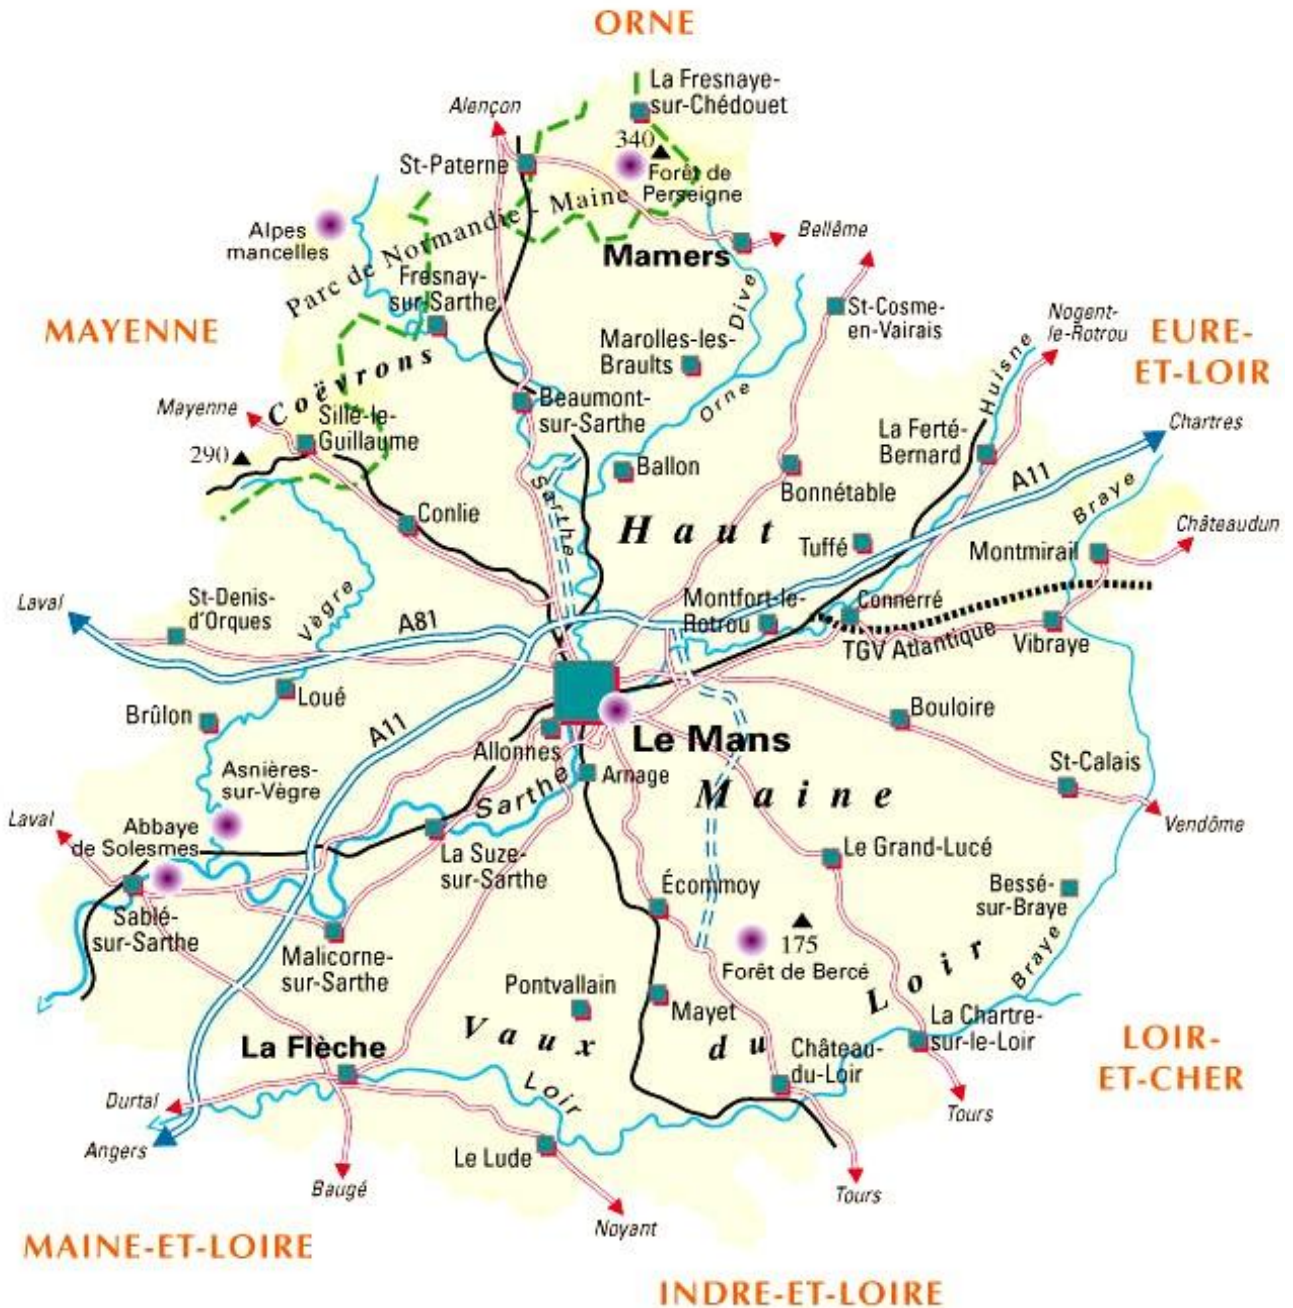 ORNE
La Fresnaye-
sur-Chédouet
Alençon
340
St-Paterne
Forêt de
Perseigne
Parc de Normandie - Maine
Alpes
mancelles
Bellême
Mamers
Fresnay-
sur-Sarthe
MAYENNE
St-Cosme-
en-Vairais
Nogent-
le-Rotrou
EURE-
ET-LOIR
Marolles-les-
Braults
Dive
Orne
Huisne
Coëvrons
Mayenne
Sillé-le-
Guillaume
290
Beaumont-
sur-Sarthe
La Ferté-
Bernard
Chartres
Ballon
Bonnétable
A11
Braye
Sarthe
Conlie
Haut
Tuffé
Châteaudun
Montmirail
Laval
St-Denis-
d'Orques
Vègre
A81
Montfort-le-
Rotrou
Connerré
TGV Atlantique
Vibraye
Loué
Brûlon
A11
Allonnes
Le Mans
Bouloire
Asnières-
sur-Vègre
Sarthe
Arnage
Maine
St-Calais
Laval
Abbaye
de Solesmes
Vendôme
La Suze-
sur-Sarthe
Le Grand-Lucé
Écommoy
Bessé-
sur-Braye
Sablé-
sur-Sarthe
Malicorne-
sur-Sarthe
175
Forêt de Bercé
Loir
Braye
Pontvallain
Mayet
La Chartre-
sur-le-Loir
La Flèche
Vaux
du
Château-
du-Loir
LOIR-
ET-CHER
Loir
Durtal
Tours
Angers
Le Lude
Baugé
Tours
Noyant
MAINE-ET-LOIRE
INDRE-ET-LOIRE